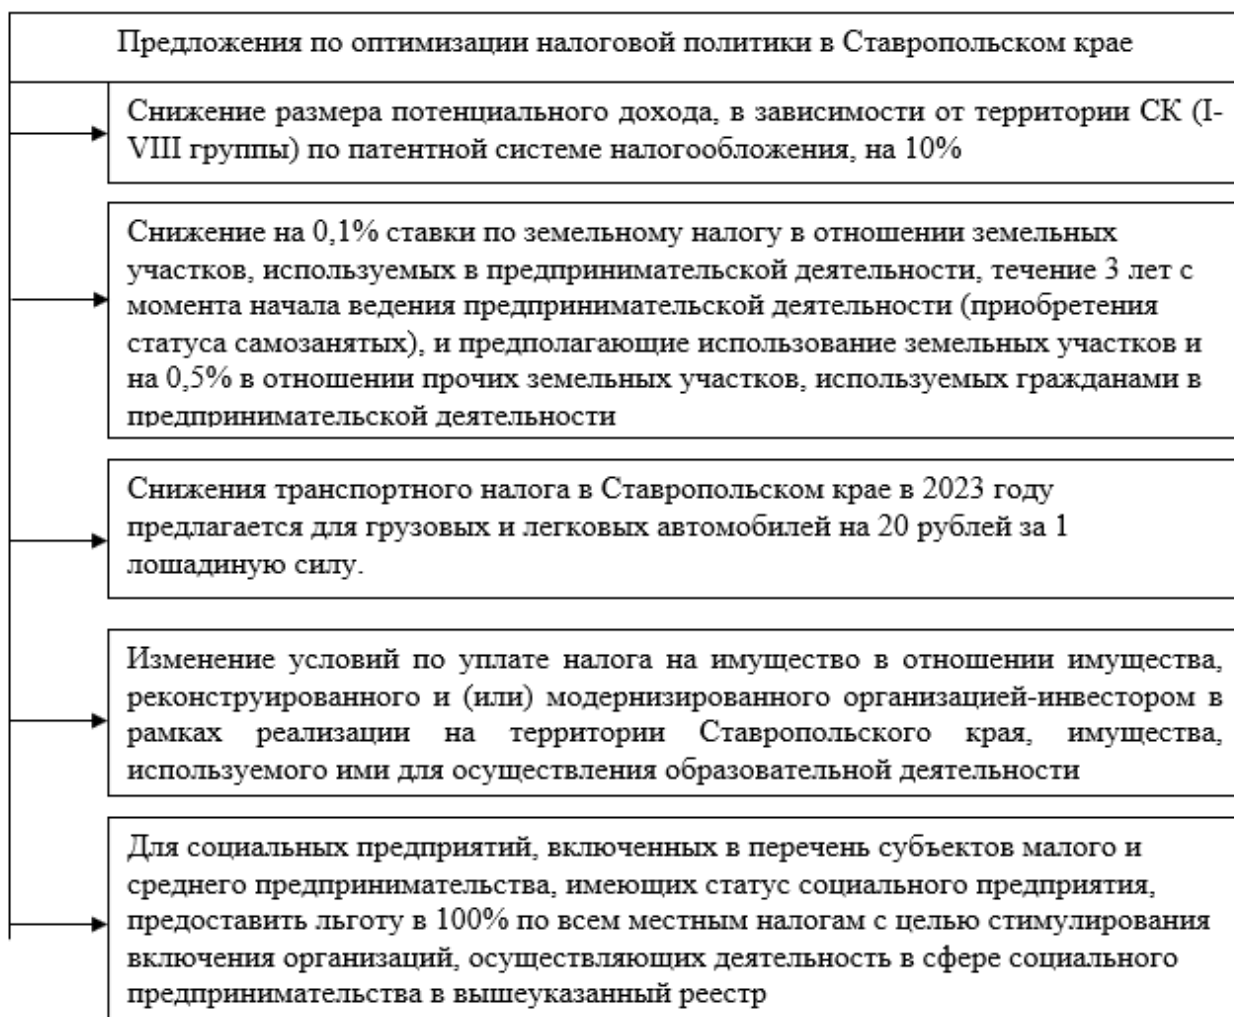 Предложения по оптимизации налоговой политики в Ставропольском крае
Снижение размера потенциального дохода, в зависимости от территории СК (I-
VIII группы) по патентной системе налогообложения, на 10%
Снижение на 0,1% ставки по земельному налогу в отношении земельных
участков, используемых в предпринимательской деятельности, течение 3 лет с
момента начала ведения предпринимательской деятельности (приобретения
статуса самозанятых), и предполагающие использование земельных участков и
на 0,5% в отношении прочих земельных участков, используемых гражданами в
предпринимательской деятельности
Снижения транспортного налога в Ставропольском крае в 2023 году
предлагается для грузовых и легковых автомобилей на 20 рублей за 1
лошадиную силу.
Изменение условий по уплате налога на имущество в отношении имущества,
реконструированного и (или) модернизированного организацией-инвестором в
рамках реализации на территории Ставропольского края, имущества,
используемого ими для осуществления образовательной деятельности
Для социальных предприятий, включенных в перечень субъектов малого и
среднего предпринимательства, имеющих статус социального предприятия,
предоставить льготу в 100% по всем местным налогам с целью стимулирования
включения организаций, осуществляющих деятельность в сфере социального
предпринимательства в вышеуказанный реестр